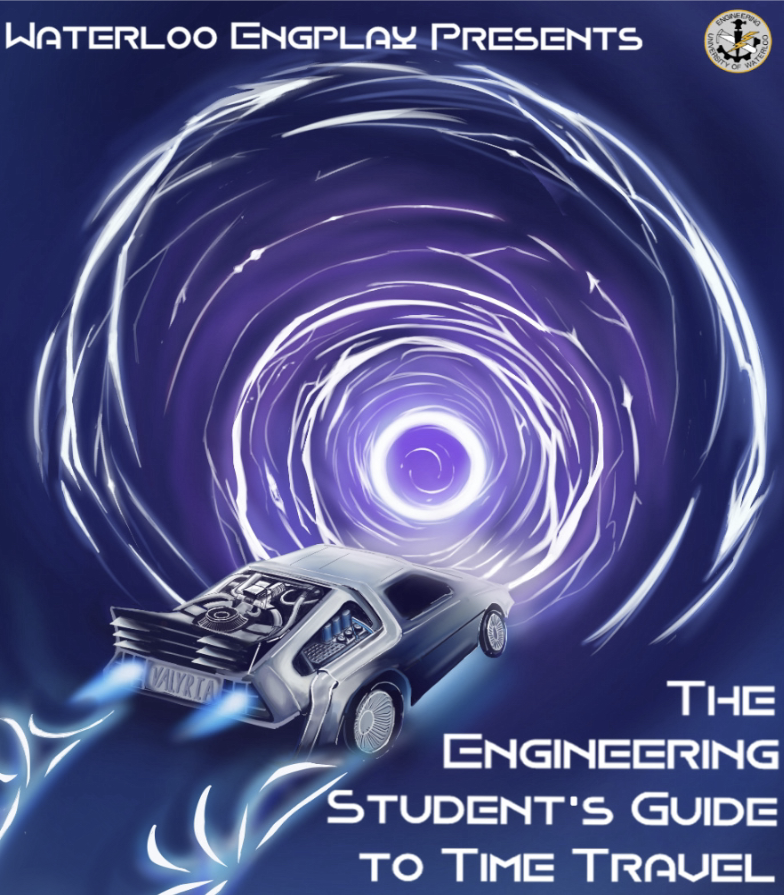 Waterloo Engplay Presents
ENGINEERING
UNIVERSITY OF WATERLOO
VALYRIA
The
Engineering
Student's Guide
to Time Travel